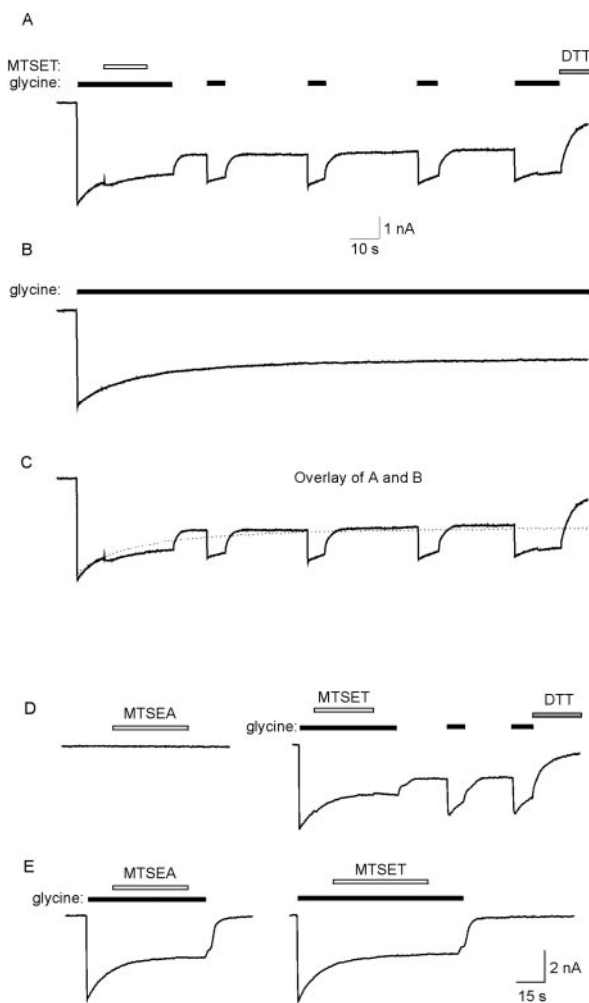 A
MTSET:
DTT
glycine:
1 nA
10 s
B
glycine:
C
Overlay of A and B
D
MTSEA
MTSET
DTT
glycine:
E
MTSEA
MTSET
glycine:
2 nA
15 s